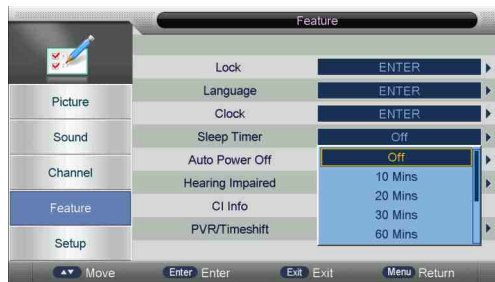 Feature
Lock ENTER
Language ENTER
Picture
Clock ENTER
Sound
Sleep Timer Off
Auto Power Off Off
Channel
10 Mins
Hearing Impaired
20 Mins
Feature
CI Info
30 Mins
PVR/Timeshift 60 Mins
Setup
Move Enter Enter Exit Exit Menu Return